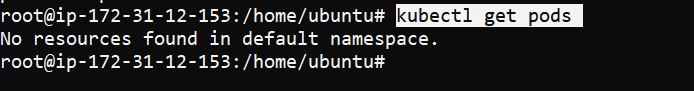 root@ip-172-31-12-153:/home/ubuntu# kubectl get pods
No resources found in default namespace.
root@ip-172-31-12-153:/home/ubuntu#